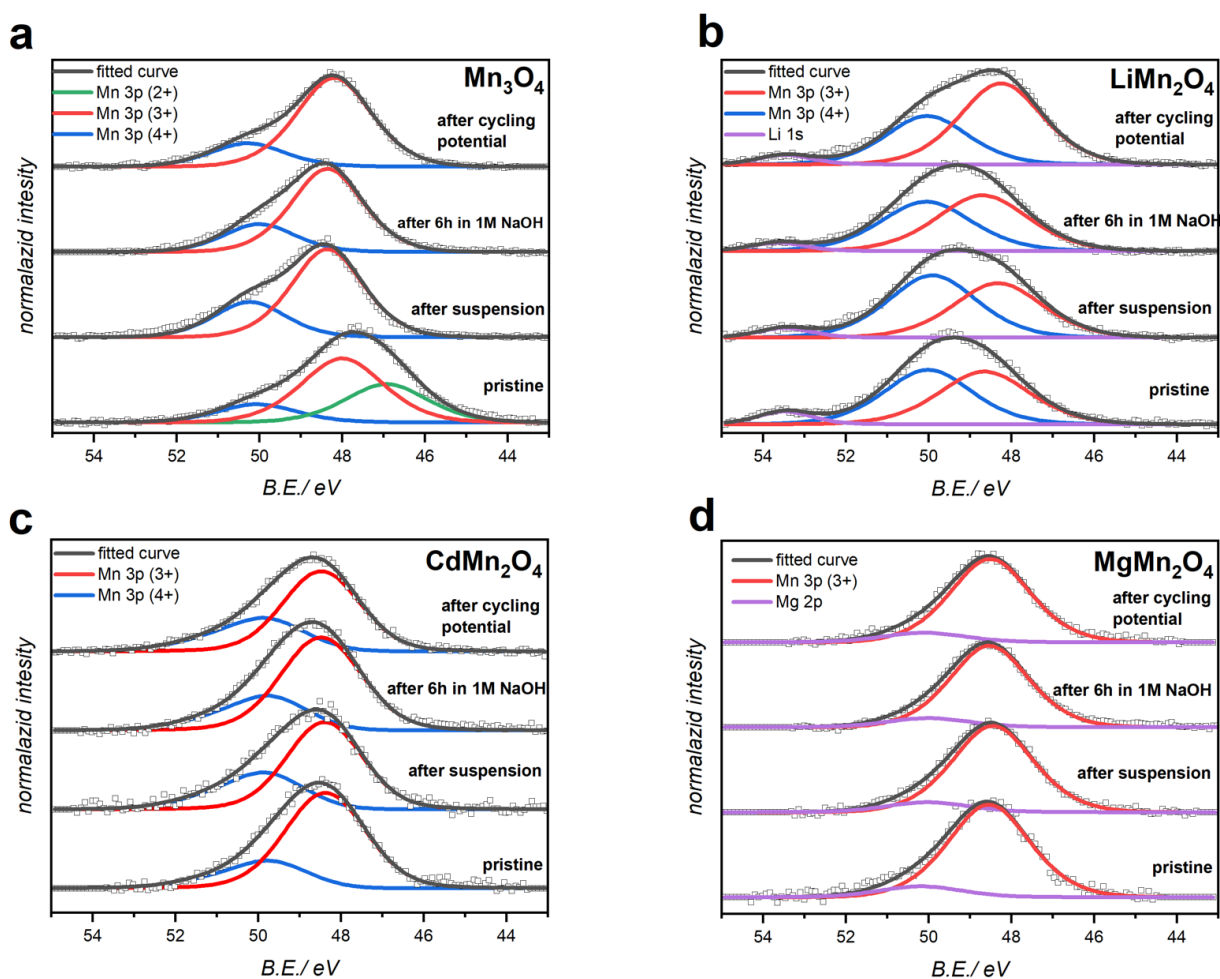 a
Mn₃O₄
fitted curve
Mn 3p (2+)
Mn 3p (3+)
Mn 3p (4+)
after cycling
potential
after 6h in 1M NaOH
after suspension
pristine
normalazid intesity
54 52 50 48 46 44
B.E./ eV
b
LiMn₂O₄
fitted curve
Mn 3p (3+)
Mn 3p (4+)
Li 1s
after cycling
potential
after 6h in 1M NaOH
after suspension
pristine
normalazid intesity
54 52 50 48 46 44
B.E./ eV
c
CdMn₂O₄
fitted curve
Mn 3p (3+)
Mn 3p (4+)
after cycling
potential
after 6h in 1M NaOH
after suspension
pristine
normalazid intesity
54 52 50 48 46 44
B.E./ eV
d
MgMn₂O₄
fitted curve
Mn 3p (3+)
Mg 2p
after cycling
potential
after 6h in 1M NaOH
after suspension
pristine
normalazid intesity
54 52 50 48 46 44
B.E./ eV